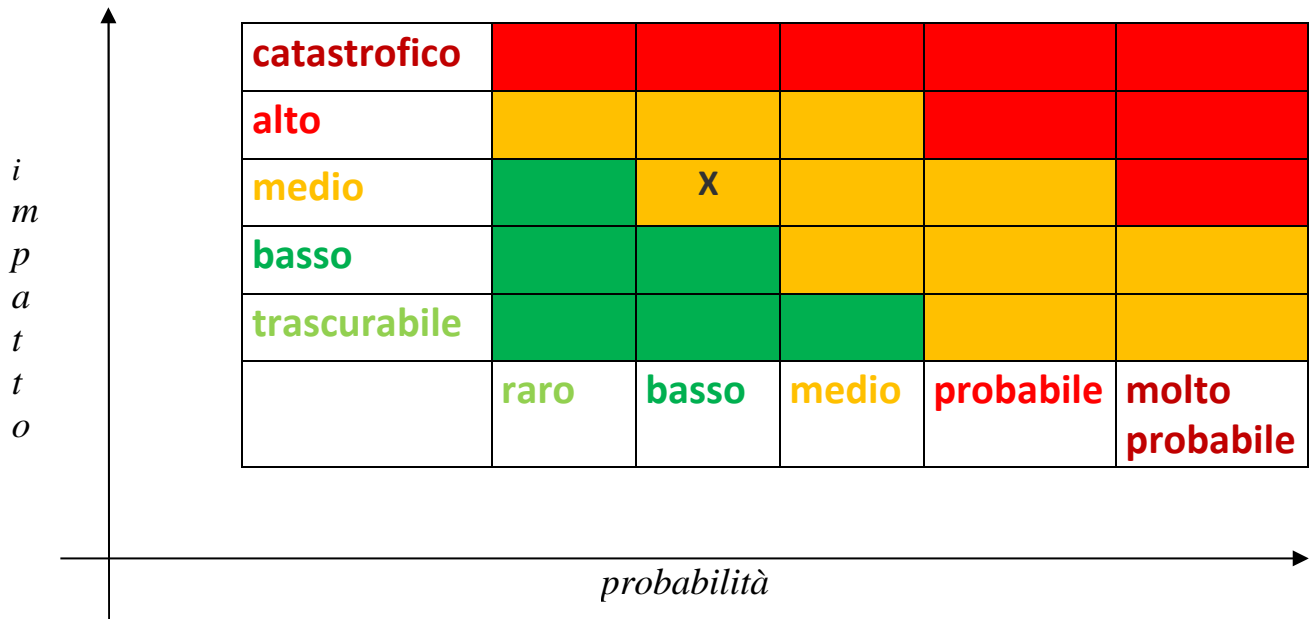 i
m
p
a
t
t
o
catastrofico
alto
medio X
basso
trascurabile
raro basso medio probabile molto
probabile
probabilità